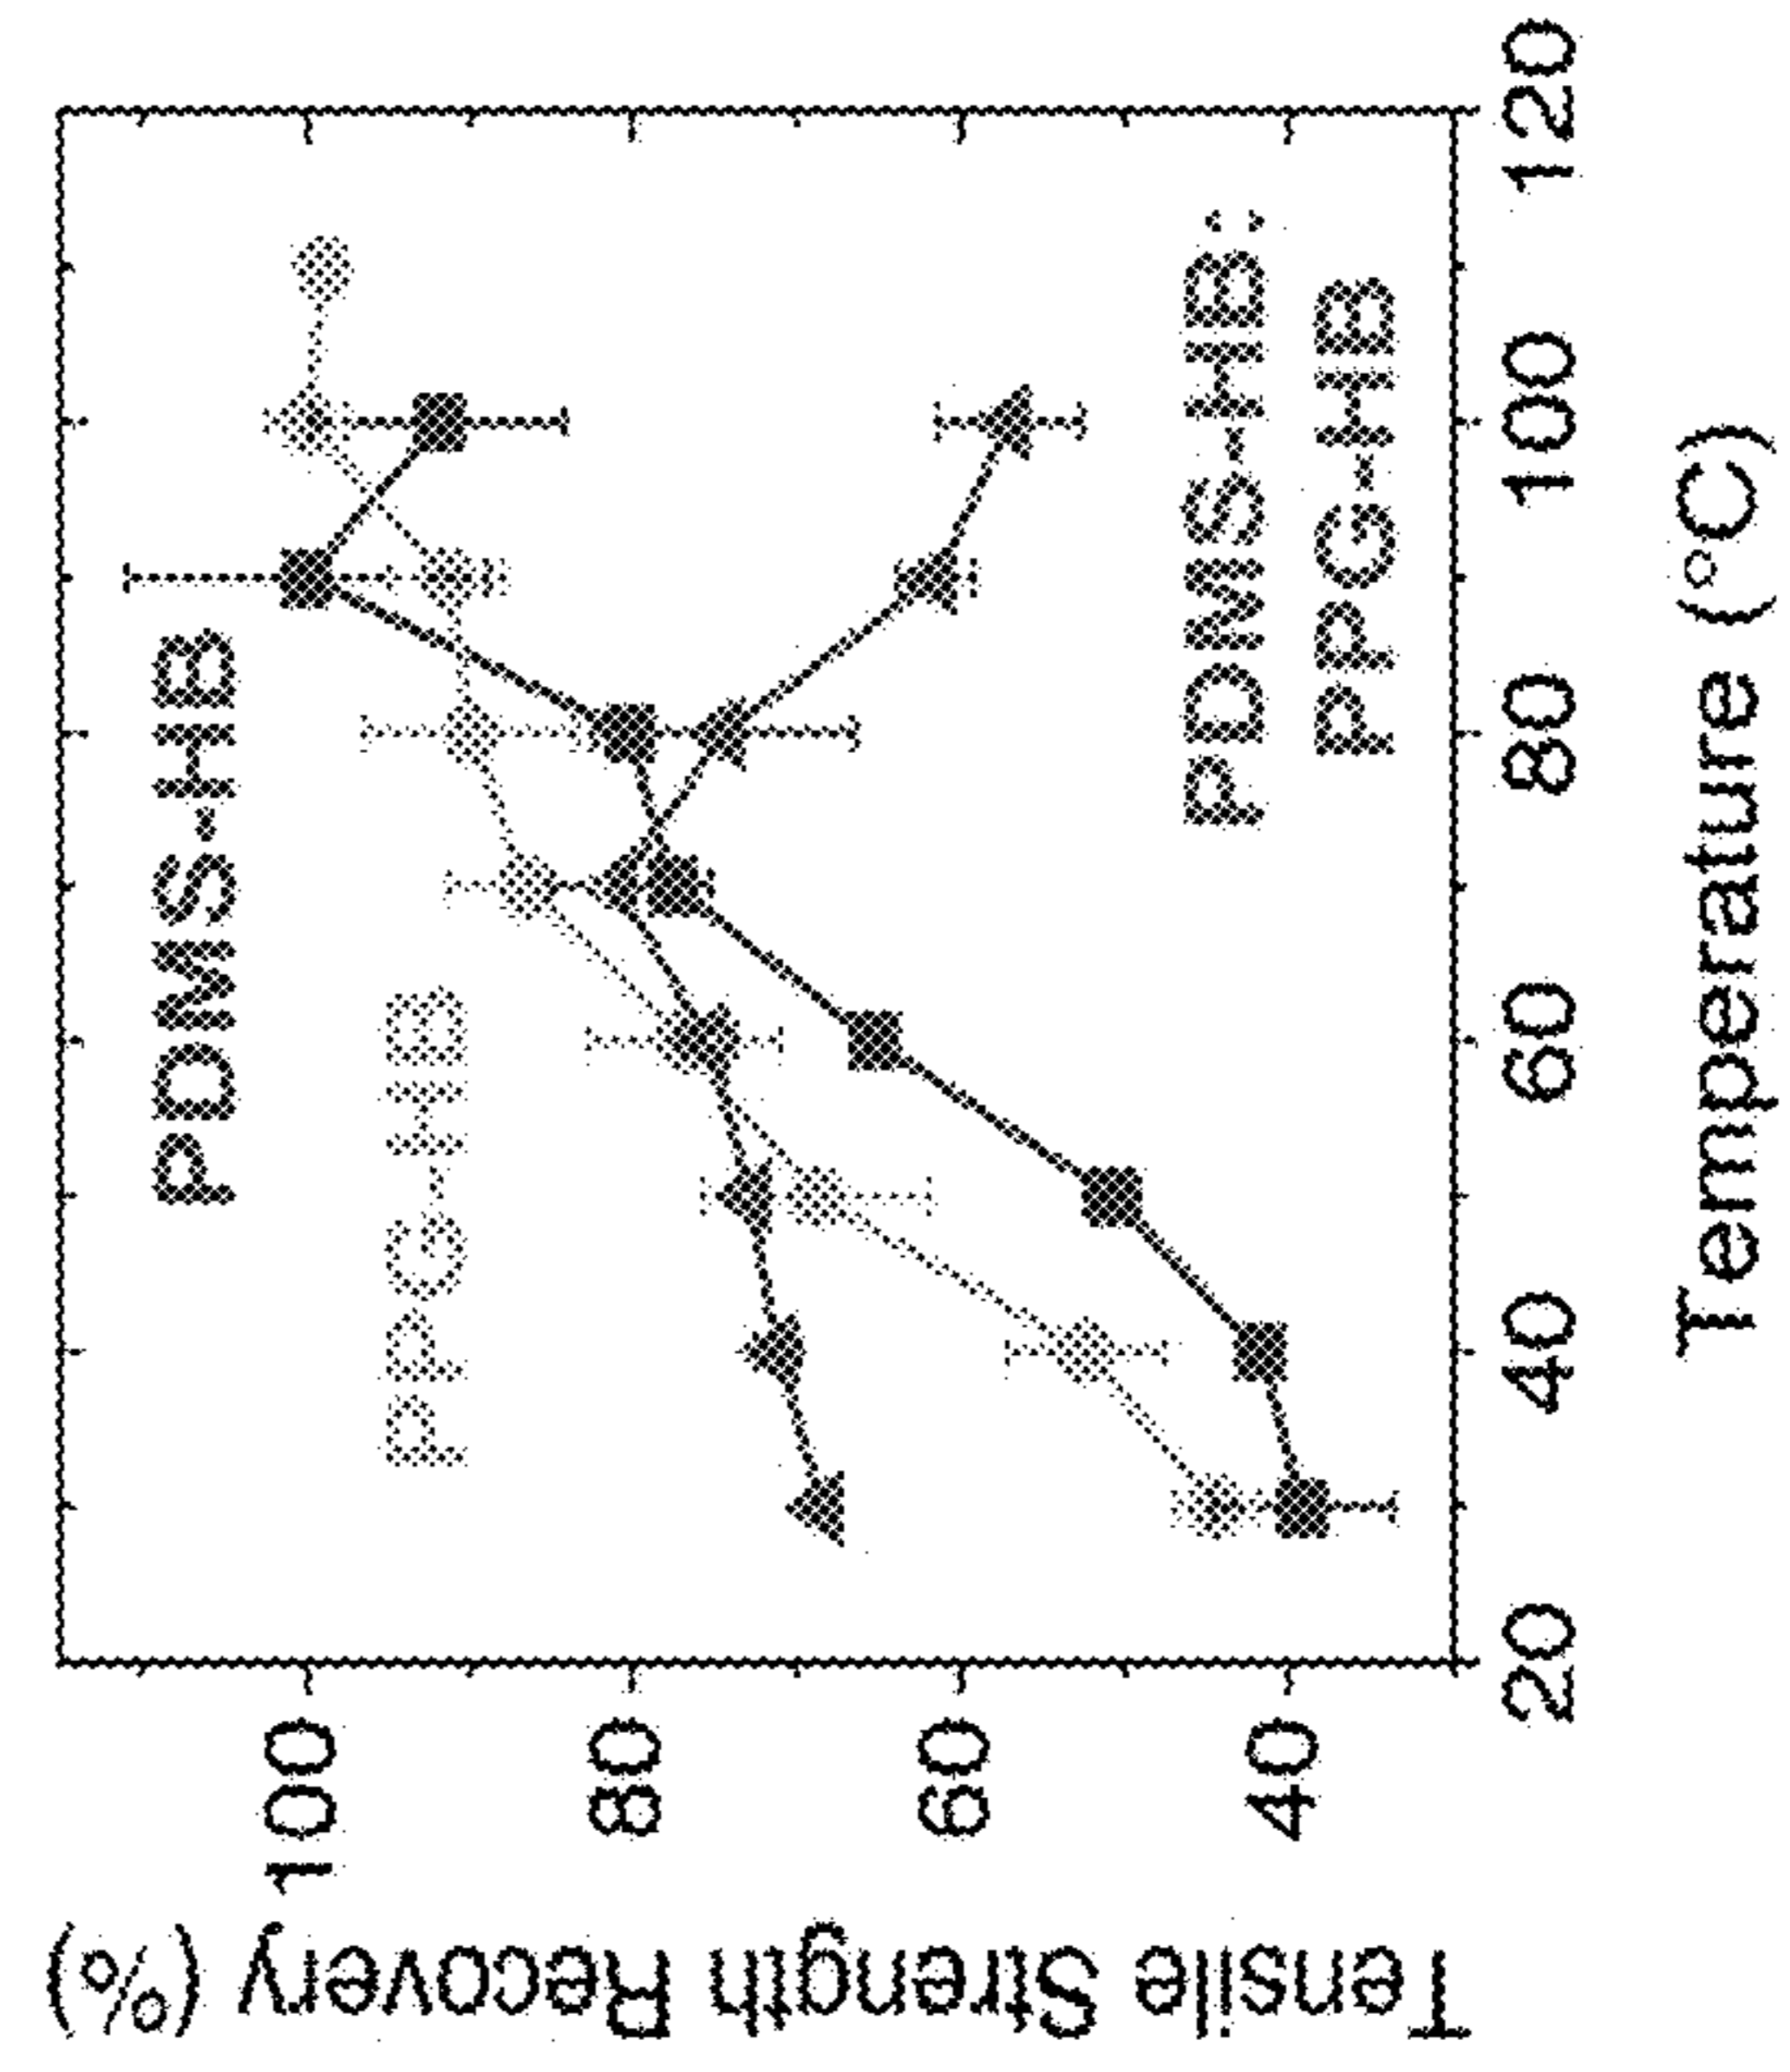 Tensile Strength Recovery (%)
100
80
60
40
PDMS-HB
PPG-HB
PDMS-HB:
PPG-HB
20
40
60
80
100
120
Temperature (°C)